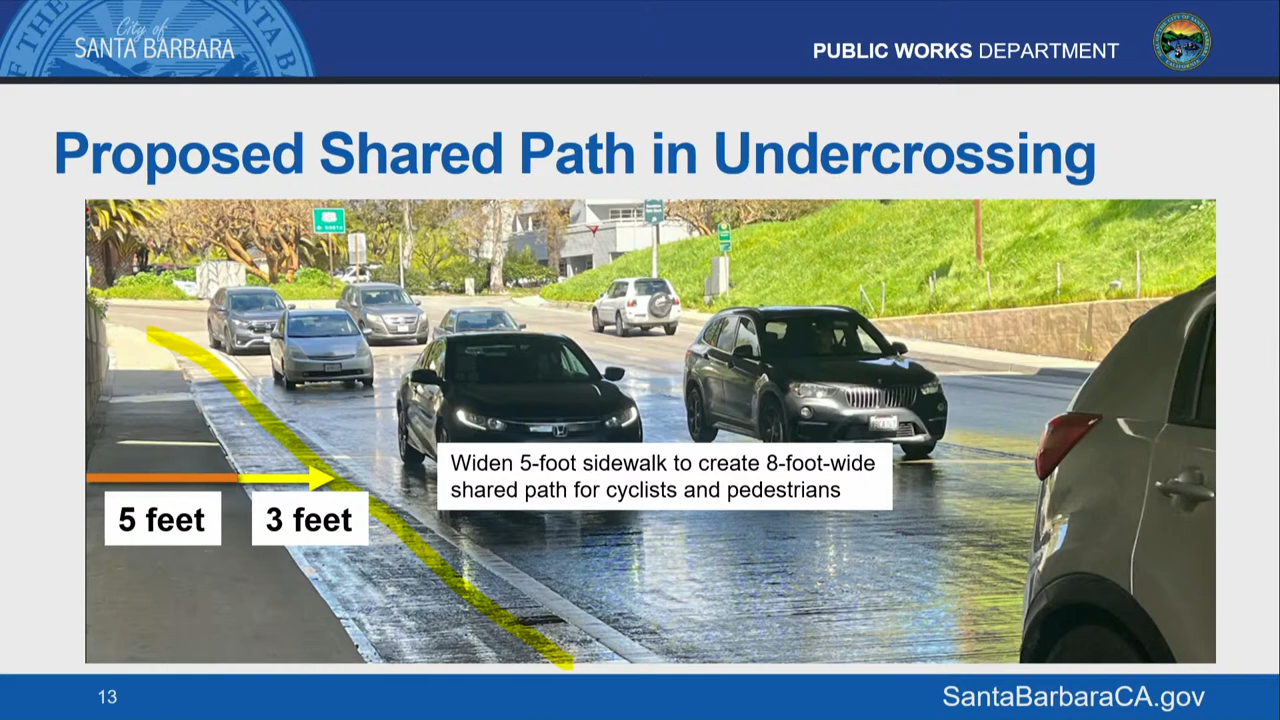 City of
SANTA BARBARA
PUBLIC WORKS DEPARTMENT
Proposed Shared Path in Undercrossing
Widen 5-foot sidewalk to create 8-foot-wide
shared path for cyclists and pedestrians
5 feet
3 feet
13
SantaBarbaraCA.gov